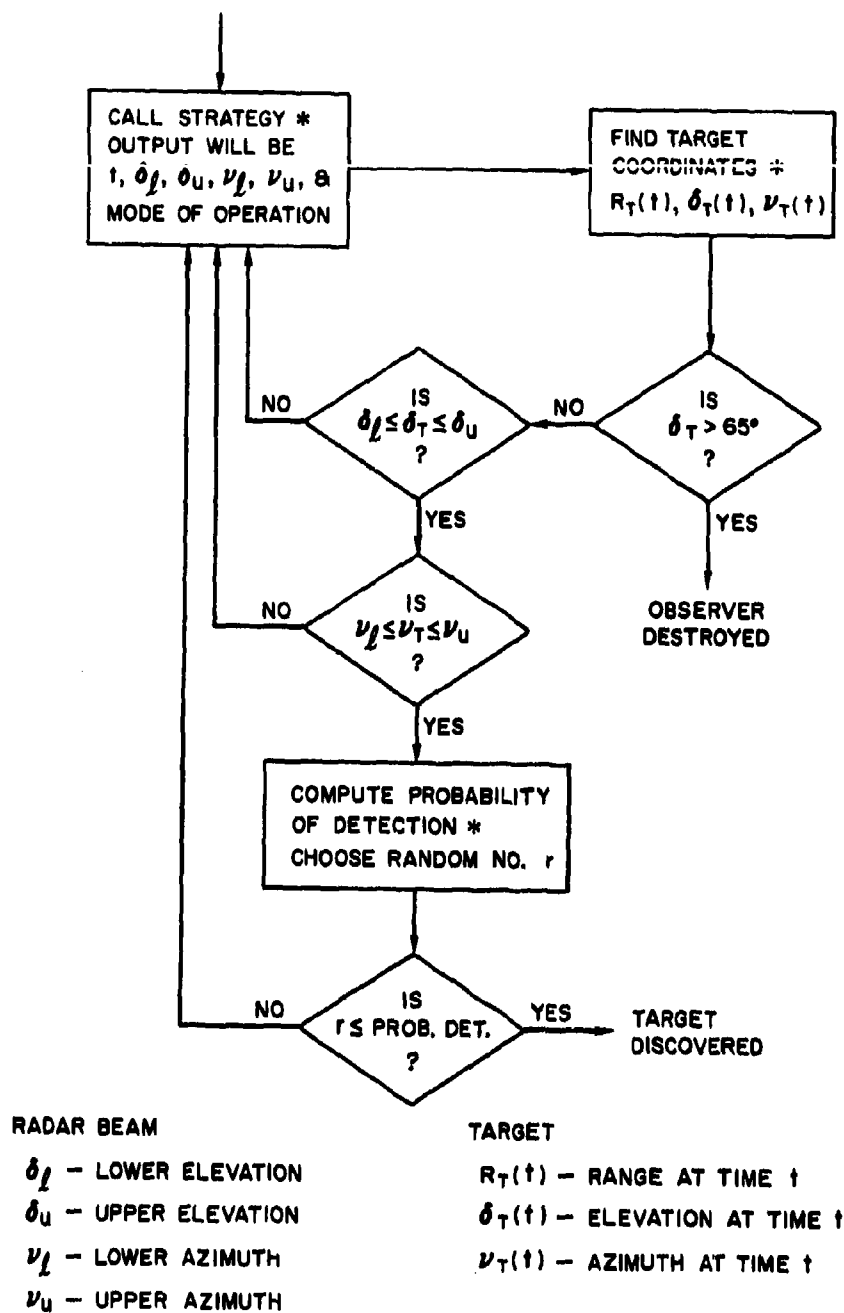 CALL STRATEGY *
OUTPUT WILL BE
t, δℓ, δu, νℓ, νu, &
MODE OF OPERATION
FIND TARGET
COORDINATES *
RT(t), δT(t), νT(t)
IS
δT > 65°
?
NO
YES
OBSERVER
DESTROYED
IS
δℓ ≤ δT ≤ δu
?
NO
YES
IS
νℓ ≤ νT ≤ νu
?
NO
YES
COMPUTE PROBABILITY
OF DETECTION *
CHOOSE RANDOM NO. r
IS
r ≤ PROB. DET.
?
NO
YES
TARGET
DISCOVERED
RADAR BEAM
δℓ – LOWER ELEVATION
δu – UPPER ELEVATION
νℓ – LOWER AZIMUTH
νu – UPPER AZIMUTH
TARGET
RT(t) – RANGE AT TIME t
δT(t) – ELEVATION AT TIME t
νT(t) – AZIMUTH AT TIME t